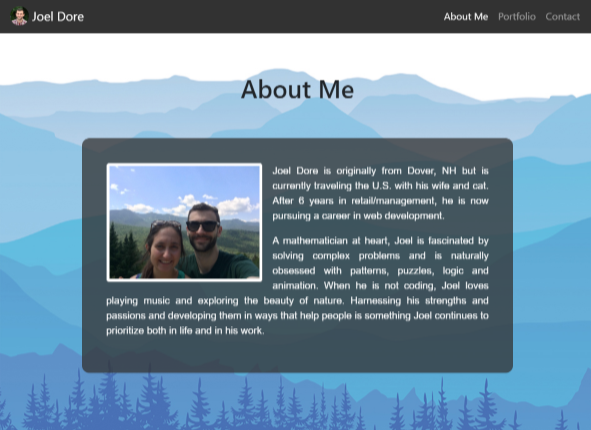 Joel Dore
About Me Portfolio Contact
About Me
Joel Dore is originally from Dover, NH but is
currently traveling the U.S. with his wife and cat.
After 6 years in retail/management, he is now
pursuing a career in web development.
A mathematician at heart, Joel is fascinated by
solving complex problems and is naturally
obsessed with patterns, puzzles, logic and
animation. When he is not coding, Joel loves
playing music and exploring the beauty of nature. Harnessing his strengths and
passions and developing them in ways that help people is something Joel continues to
prioritize both in life and in his work.